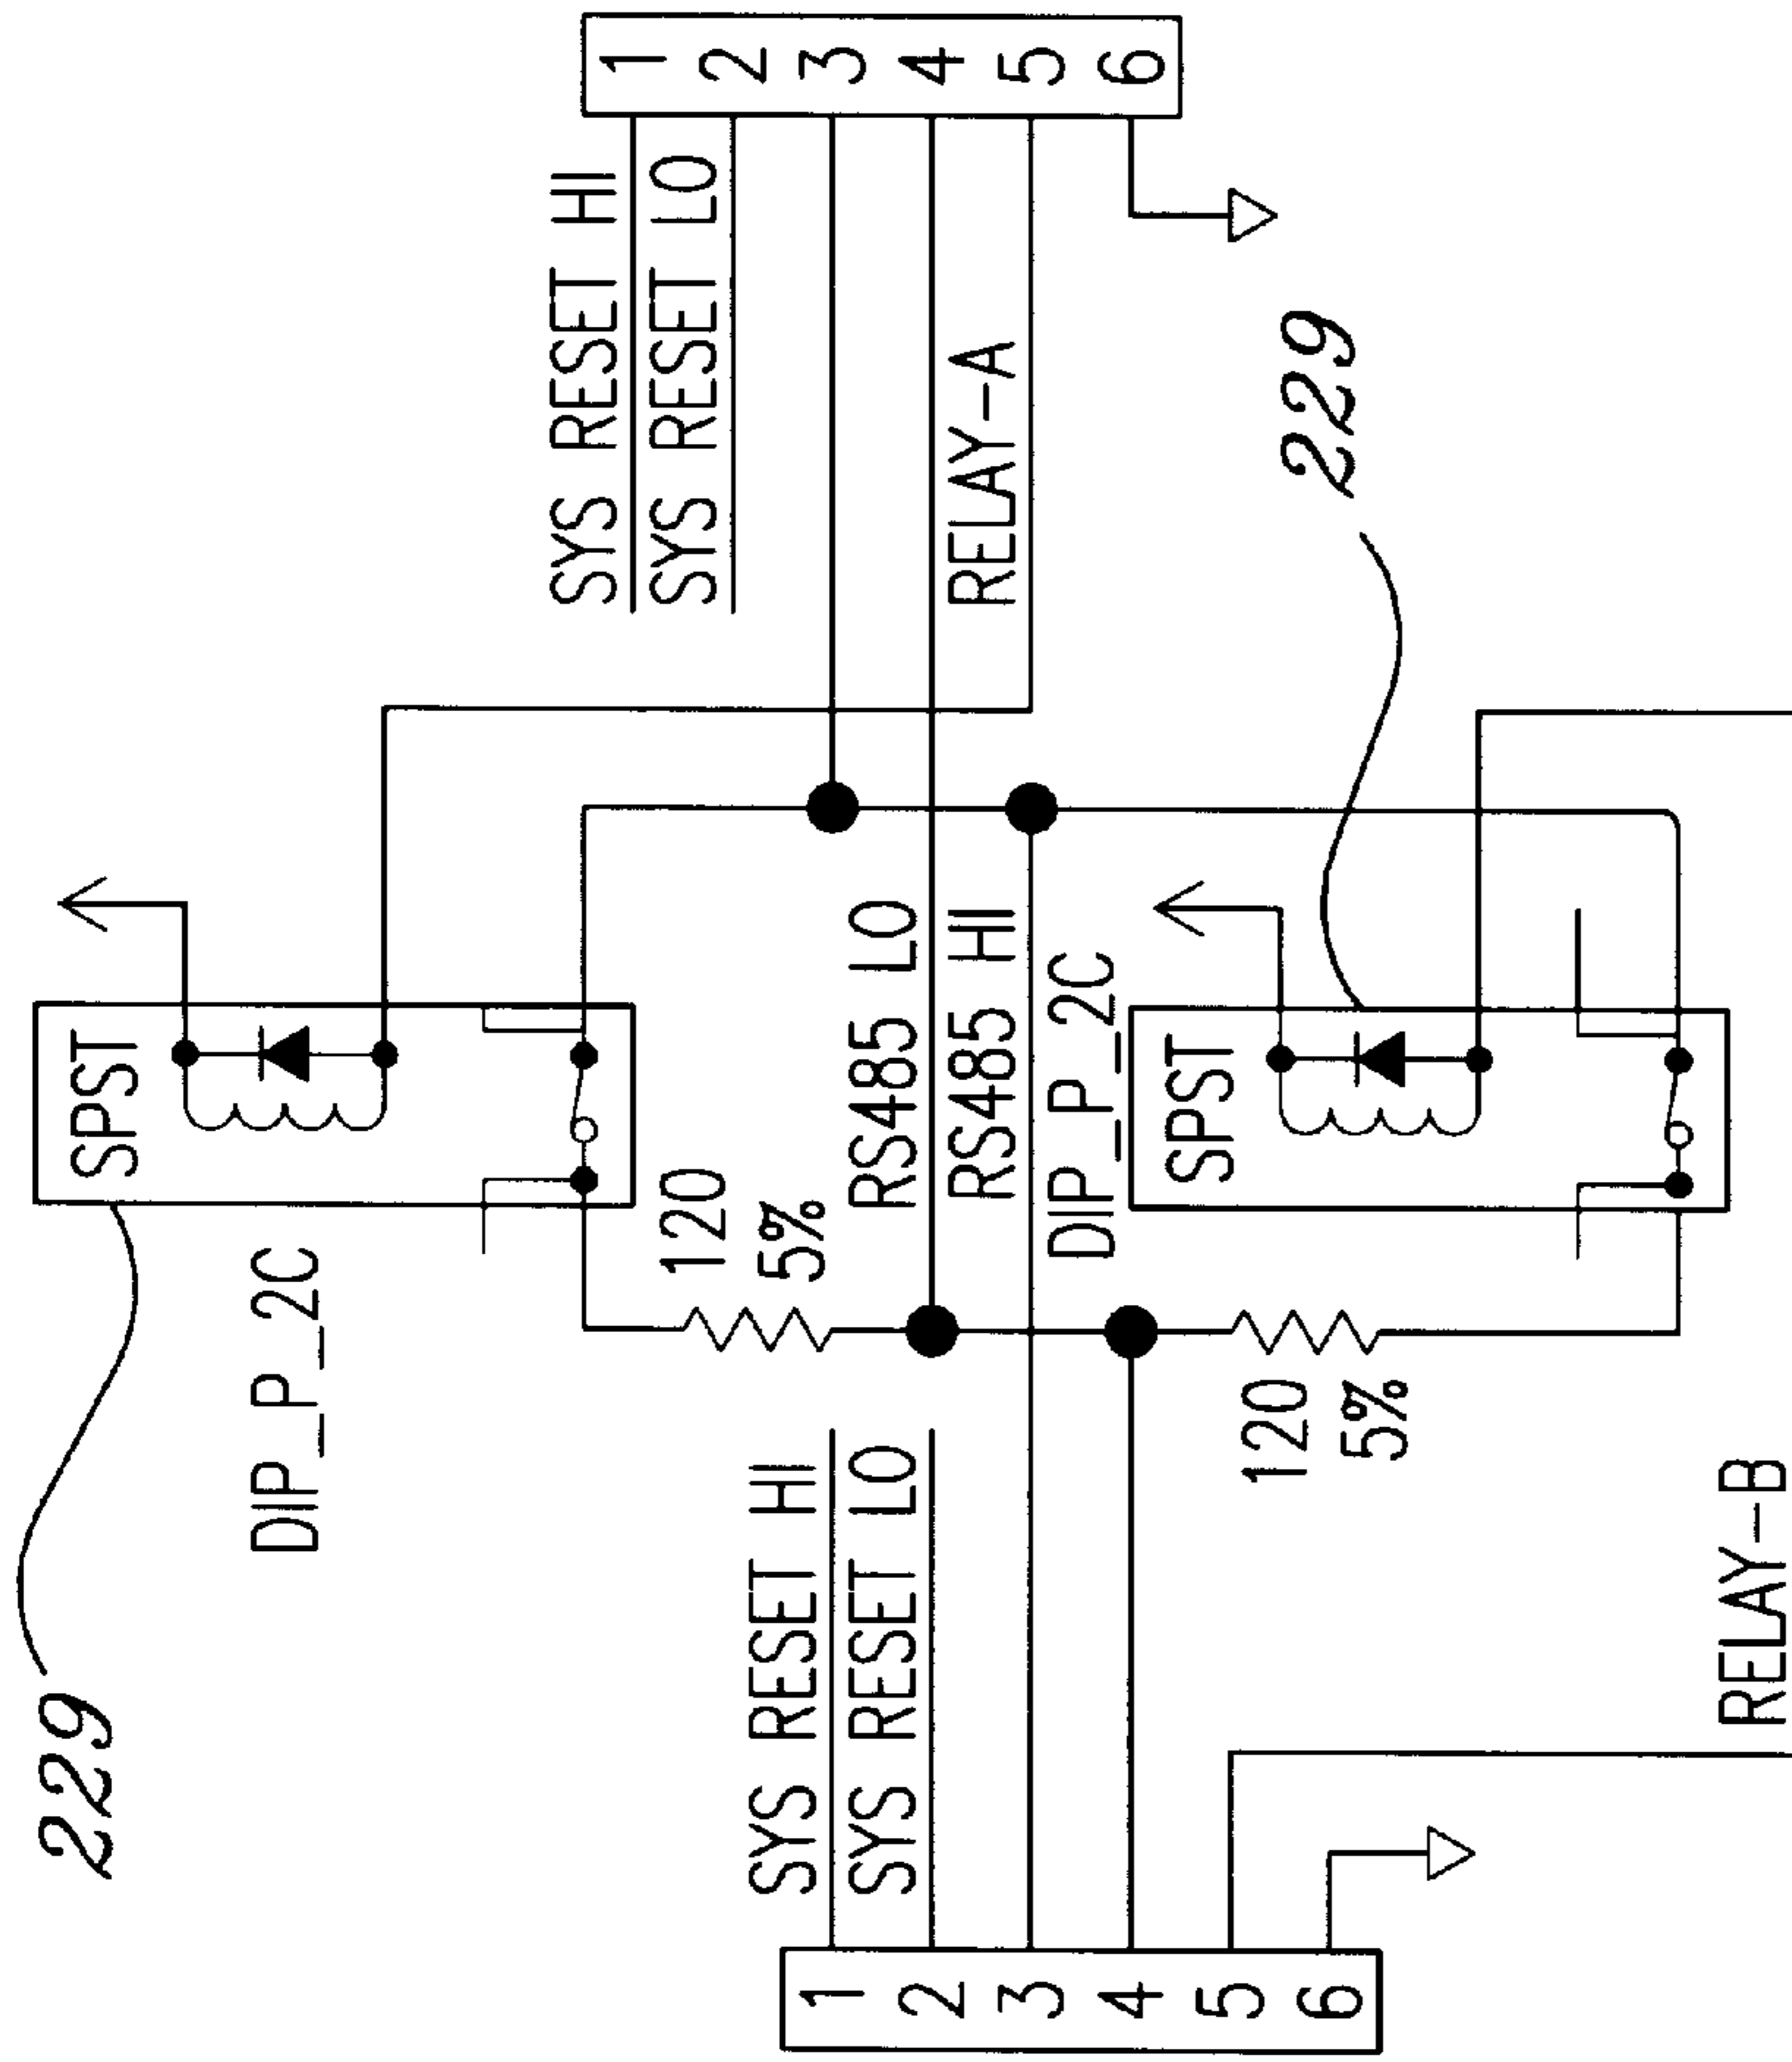 229
DIP_P_2C
SPST
120
5%
SYS RESET HI
SYS RESET LO
1
2
3
4
5
6
RS485 LO
RS485 HI
RELAY-A
SYS RESET HI
SYS RESET LO
1
2
3
4
5
6
DIP_P_2C
SPST
229
120
5%
RELAY-B